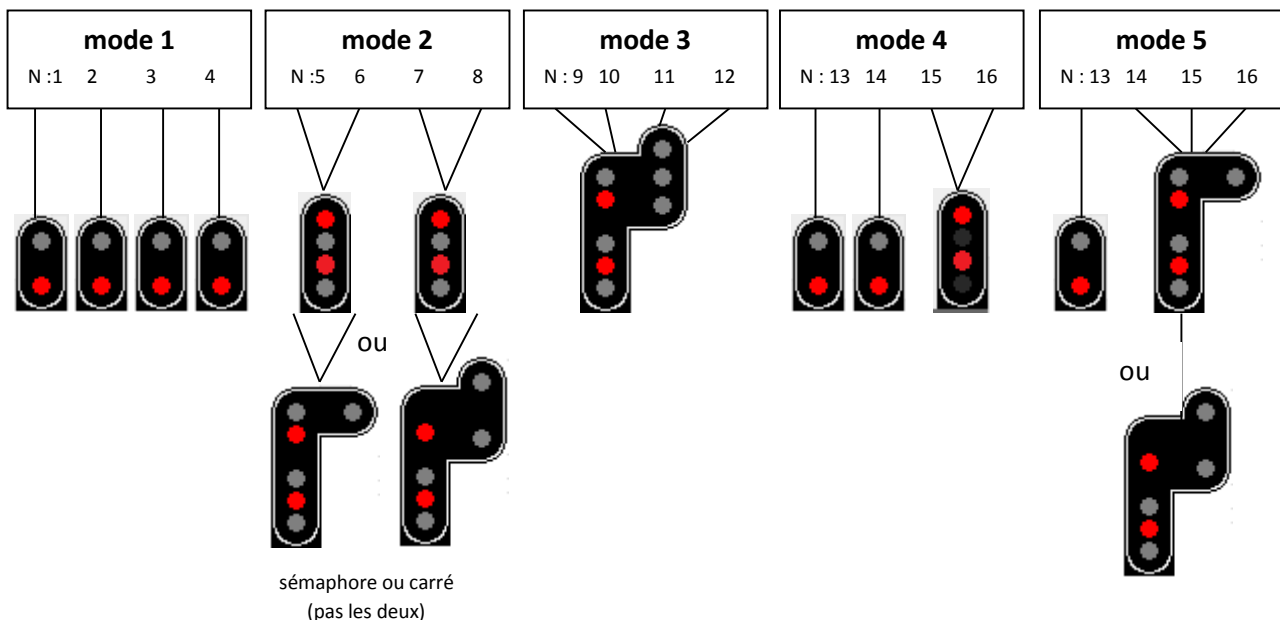 mode 1 mode 2 mode 3 mode 4 mode 5
N :1 2 3 4 N :5 6 7 8 N : 9 10 11 12 N : 13 14 15 16 N : 13 14 15 16
ou
ou
sémaphore ou carré
(pas les deux)